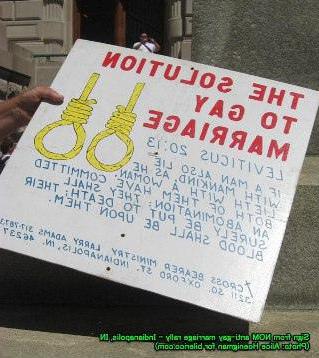 THE SOLUTION
TO GAY
MARRIAGE
LEVITICUS 20:13
IF A MAN ALSO LIE
WITH MANKIND, AS HE
LIETH WITH A WOMAN,
BOTH OF THEM HAVE COMMITTED
AN ABOMINATION: THEY SHALL
SURELY BE PUT TO DEATH; THEIR
BLOOD SHALL BE UPON THEM.
CROSS BEARER MINISTRY LARRY ADAMS 317-7873
OXFORD ST. INDIANAPOLIS, IN. 46237
Sign from NOM anti-gay marriage rally - Indianapolis, IN
(Photo: Alice Hoenigman for bilerico.com)